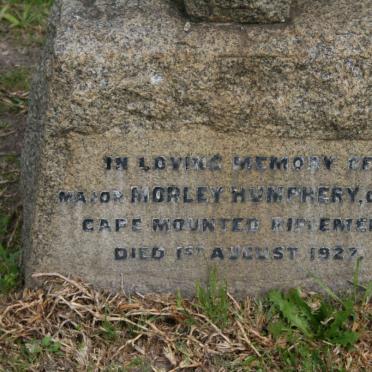 IN LOVING MEMORY OF
MAJOR MORLEY HUMPHERY,
CAPE MOUNTED RIFLEMEN
DIED 1ST AUGUST 1927.